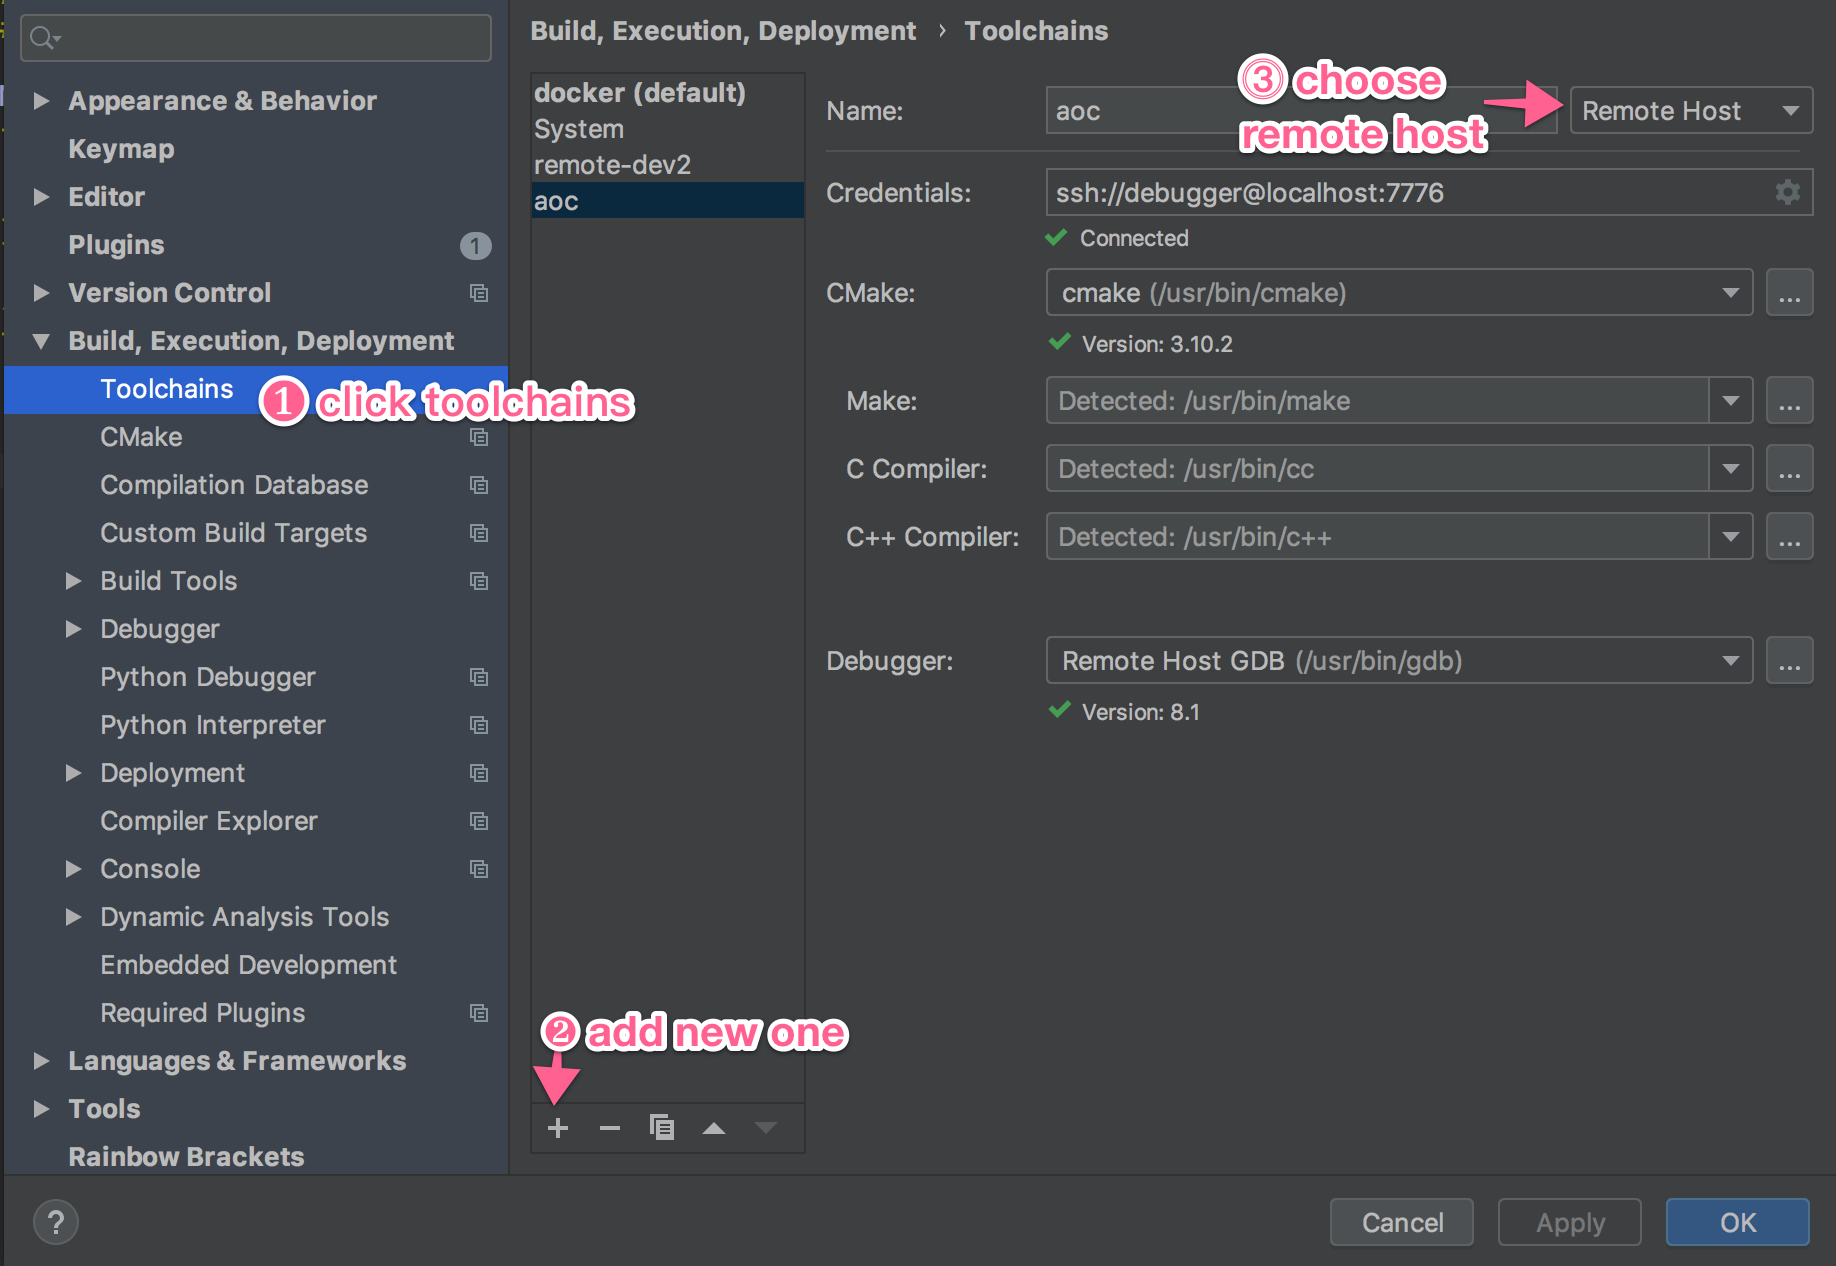 Appearance & Behavior
Keymap
Editor
Plugins 1
Version Control
Build, Execution, Deployment
Toolchains
CMake
Compilation Database
Custom Build Targets
Build Tools
Debugger
Python Debugger
Python Interpreter
Deployment
Compiler Explorer
Console
Dynamic Analysis Tools
Embedded Development
Required Plugins
Languages & Frameworks
Tools
Rainbow Brackets
① click toolchains
Build, Execution, Deployment › Toolchains
docker (default)
System
remote-dev2
aoc
② add new one
Name: aoc
③ choose
remote host
Remote Host
Credentials: ssh://debugger@localhost:7776
Connected
CMake: cmake (/usr/bin/cmake) ...
Version: 3.10.2
Make: Detected: /usr/bin/make ...
C Compiler: Detected: /usr/bin/cc ...
C++ Compiler: Detected: /usr/bin/c++ ...
Debugger: Remote Host GDB (/usr/bin/gdb) ...
Version: 8.1
? Cancel Apply OK